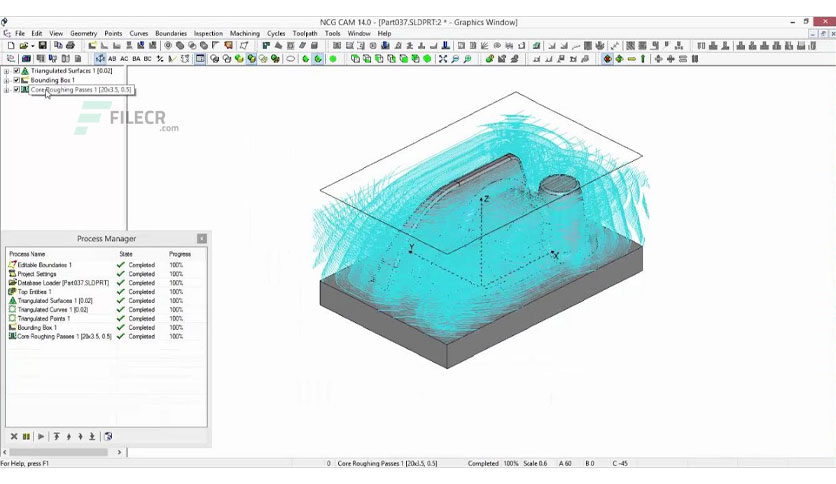 NCG CAM 14.0 - [Part037.SLDPRT:2 * - Graphics Window]
File Edit View Geometry Points Curves Boundaries Inspection Machining Cycles Toolpath Tools Window Help
AB AC BA BC
Triangulated Surfaces 1 [0.02]
Bounding Box 1
Core Roughing Passes 1 [20x3.5, 0.5]
FILECR
.com
Z
Y
X
Process Manager
Process Name State Progress
Editable Boundaries 1 Completed 100%
Project Settings Completed 100%
Database Loader [Part037.SLDPRT] Completed 100%
Top Entities 1 Completed 100%
Triangulated Surfaces 1 [0.02] Completed 100%
Triangulated Curves 1 [0.02] Completed 100%
Triangulated Points 1 Completed 100%
Bounding Box 1 Completed 100%
Core Roughing Passes 1 [20x3.5, 0.5] Completed 100%
For Help, press F1
0 Core Roughing Passes 1 [20x3.5, 0.5] Completed 100% Scale 0.6 A 60 B 0 C -45